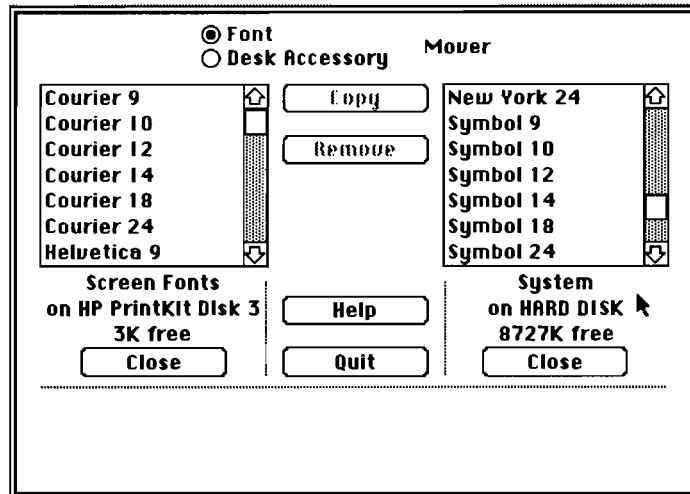 Font
Desk Accessory
Mover
Courier 9
Courier 10
Courier 12
Courier 14
Courier 18
Courier 24
Helvetica 9
Copy
Remove
New York 24
Symbol 9
Symbol 10
Symbol 12
Symbol 14
Symbol 18
Symbol 24
Screen Fonts
on HP PrintKit Disk 3
3K free
Close
Help
Quit
System
on HARD DISK
8727K free
Close